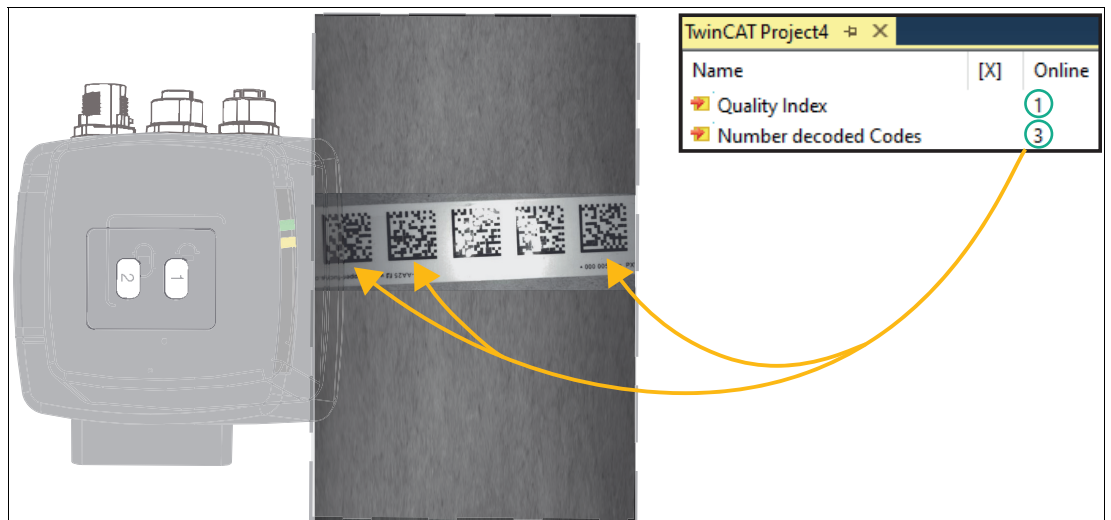 TwinCAT Project4
Name [X] Online
Quality Index 1
Number decoded Codes 3
2 1